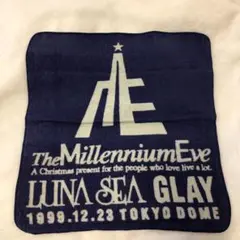 ME
The Millennium Eve
A Christmas present for the people who love live a lot.
LUNA SEA GLAY
1999.12.23 TOKYO DOME